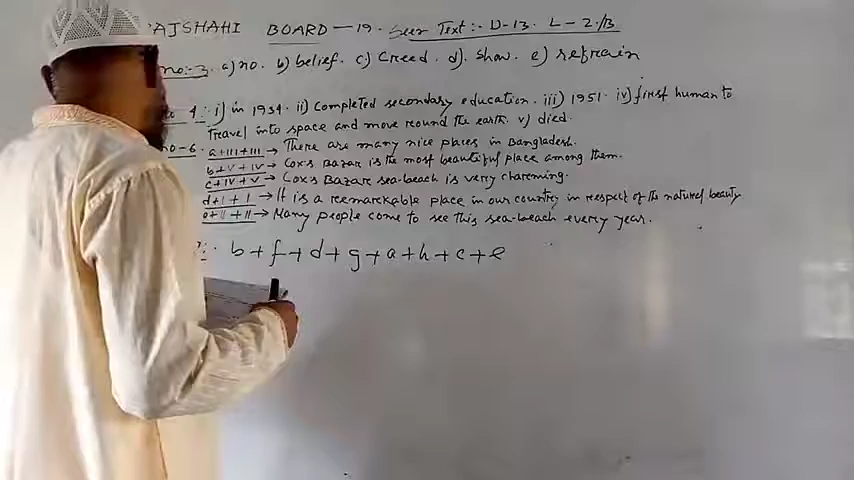 AJSHAHI BOARD - 19. Seen Text:- U-13. L-2/B
no:-3. a) no. b) belief. c) Creed. d). show. e) refrain
4:- i) in 1934. ii) Completed secondary education. iii) 1951. iv) first human to
travel into space and move round the earth. v) died.
no-6. a+III+III → There are many nice places in Bangladesh.
b+V+IV → Cox's Bazar is the most beautiful place among them.
c+IV+V → Cox's Bazar sea-beach is very charming.
d+I+I → It is a remarkable place in our country in respect of the natural beauty.
e+II+II → Many people come to see this sea-beach every year.
b+f+d+g+a+h+c+e